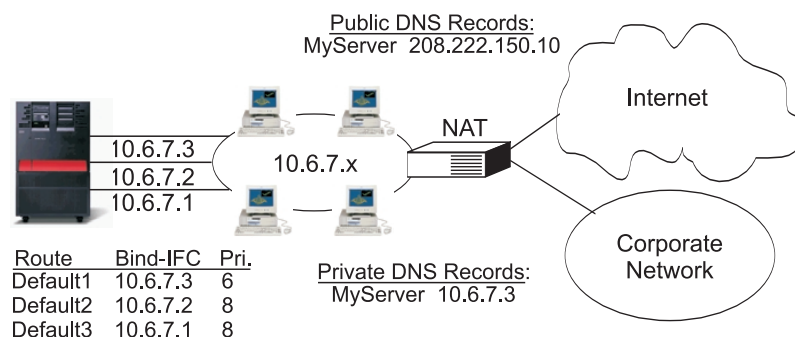 Public DNS Records:
MyServer 208.222.150.10
Internet
NAT
10.6.7.3
10.6.7.2
10.6.7.1
10.6.7.x
Corporate
Network
Route Bind-IFC Pri.
Default1 10.6.7.3 6
Default2 10.6.7.2 8
Default3 10.6.7.1 8
Private DNS Records:
MyServer 10.6.7.3